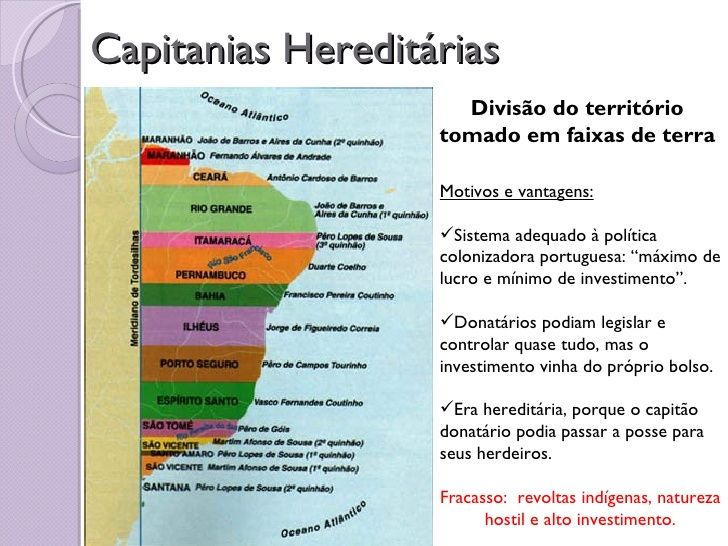 Capitanias Hereditárias
Oceano Atlântico
MARANHÃO João de Barros e Aires da Cunha (2º quinhão)
MARANHÃO Fernando Álvares de Andrade
CEARÁ Antônio Cardoso de Barros
RIO GRANDE João de Barros e Aires da Cunha (1º quinhão)
ITAMARACÁ Pêro Lopes de Sousa (3º quinhão)
Rio São Francisco
PERNAMBUCO Duarte Coelho
BAHIA Francisco Pereira Coutinho
ILHÉUS Jorge de Figueiredo Correia
PORTO SEGURO Pêro de Campos Tourinho
ESPÍRITO SANTO Vasco Fernandes Coutinho
SÃO TOMÉ Pêro de Góis
Rio Paraíba do Sul
SÃO VICENTE Martim Afonso de Sousa (2º quinhão)
SANTO AMARO Pêro Lopes de Sousa (1º quinhão)
SÃO VICENTE Martim Afonso de Sousa (1º quinhão)
SANTANA Pêro Lopes de Sousa (2º quinhão)
Oceano Atlântico
Meridiano de Tordesilhas
Divisão do território
tomado em faixas de terra
Motivos e vantagens:
✓Sistema adequado à política
colonizadora portuguesa: “máximo de
lucro e mínimo de investimento”.
✓Donatários podiam legislar e
controlar quase tudo, mas o
investimento vinha do próprio bolso.
✓Era hereditária, porque o capitão
donatário podia passar a posse para
seus herdeiros.
Fracasso: revoltas indígenas, natureza
hostil e alto investimento.